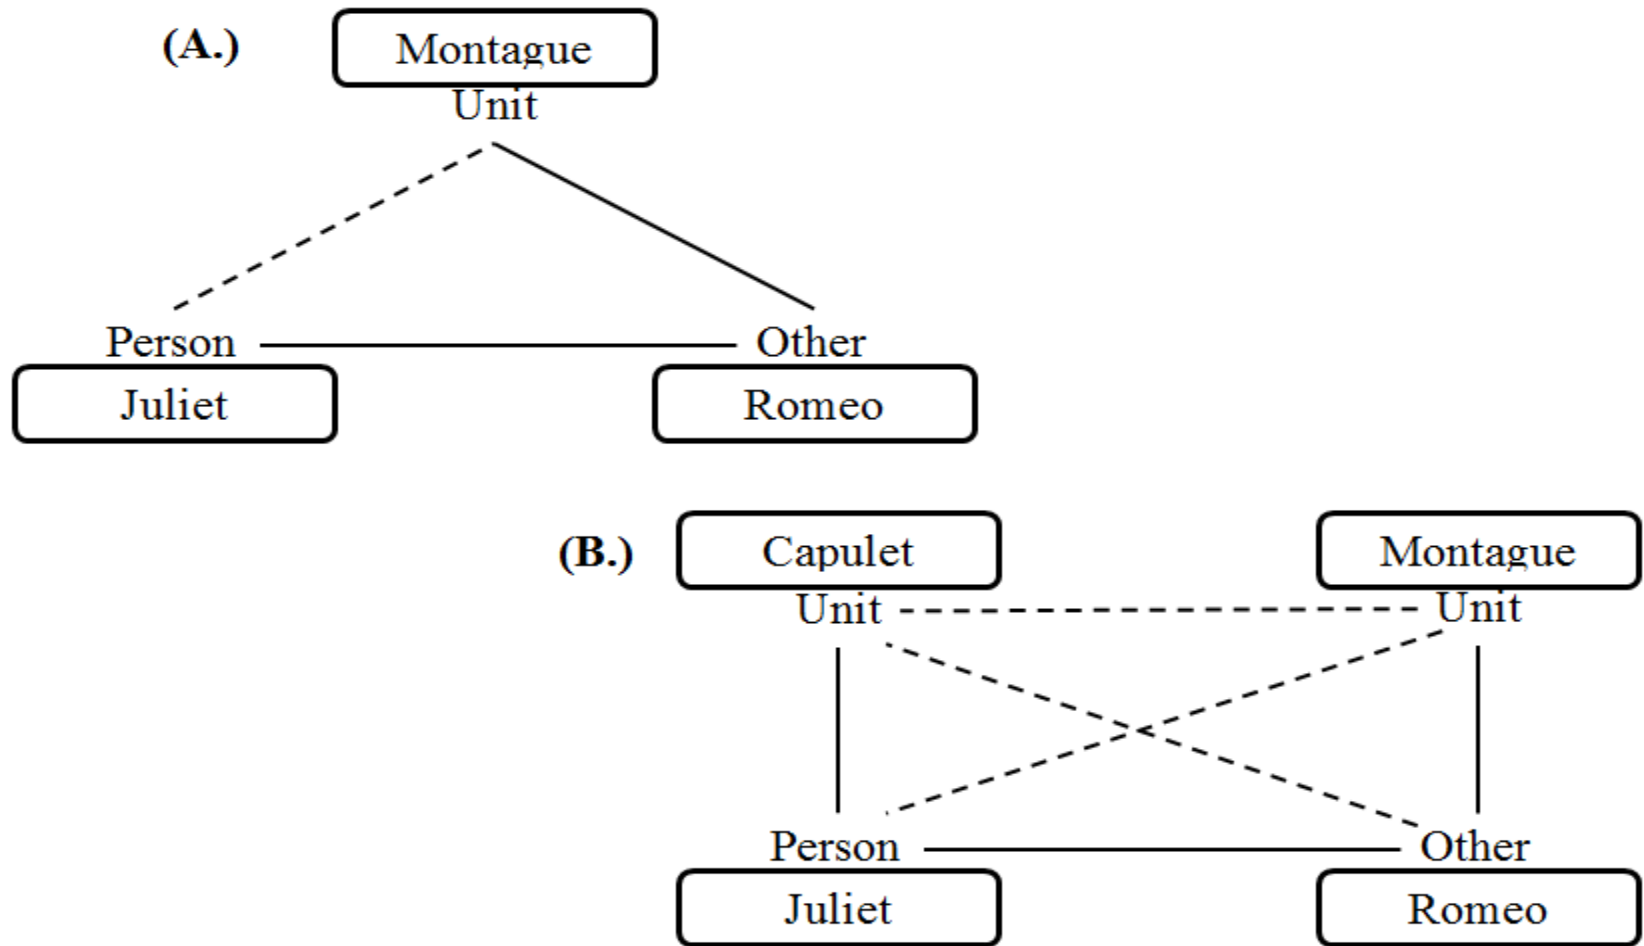 (A.)
Montague
Unit
Person
Other
Juliet
Romeo
(B.)
Capulet
Montague
Unit
Unit
Person
Other
Juliet
Romeo